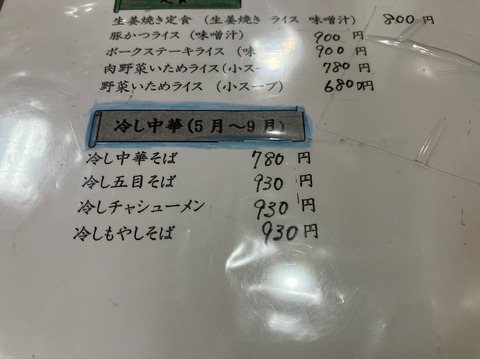 定食
生姜焼き定食 (生姜焼き ライス 味噌汁) 800 円
豚かつライス (味噌汁) 900 円
ポークステーキライス (味 900 円
肉野菜いためライス(小スー 780 円
野菜いためライス (小スープ) 680円
冷し中華(5月～9月)
冷し中華そば 780 円
冷し五目そば 930 円
冷しチャシューメン 930 円
冷しもやしそば 930 円